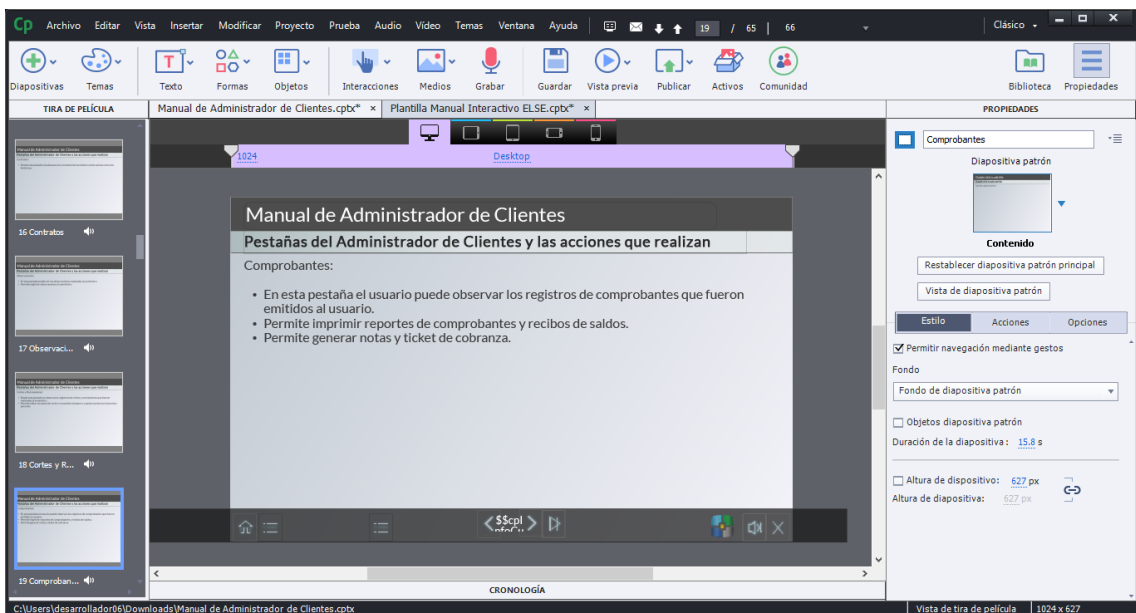 Cp Archivo Editar Vista Insertar Modificar Proyecto Prueba Audio Vídeo Temas Ventana Ayuda 19 / 65 66 Clásico
Diapositivas Temas Texto Formas Objetos Interacciones Medios Grabar Guardar Vista previa Publicar Activos Comunidad Biblioteca Propiedades
TIRA DE PELÍCULA
Manual de Administrador de Clientes.cptx* × Plantilla Manual Interactivo ELSE.cptx* ×
PROPIEDADES
1024 Desktop
16 Contratos
17 Observaci...
18 Cortes y R...
19 Comproban...
Manual de Administrador de Clientes
Pestañas del Administrador de Clientes y las acciones que realizan
Comprobantes:
• En esta pestaña el usuario puede observar los registros de comprobantes que fueron
emitidos al usuario.
• Permite imprimir reportes de comprobantes y recibos de saldos.
• Permite generar notas y ticket de cobranza.
$$cpI
CRONOLOGÍA
Comprobantes
Diapositiva patrón
Contenido
Restablecer diapositiva patrón principal
Vista de diapositiva patrón
Estilo Acciones Opciones
Permitir navegación mediante gestos
Fondo
Fondo de diapositiva patrón
Objetos diapositiva patrón
Duración de la diapositiva: 15.8 s
Altura de dispositivo: 627 px
Altura de diapositiva: 627 px
C:\Users\desarrollador06\Downloads\Manual de Administrador de Clientes.cptx
Vista de tira de película 1024 x 627